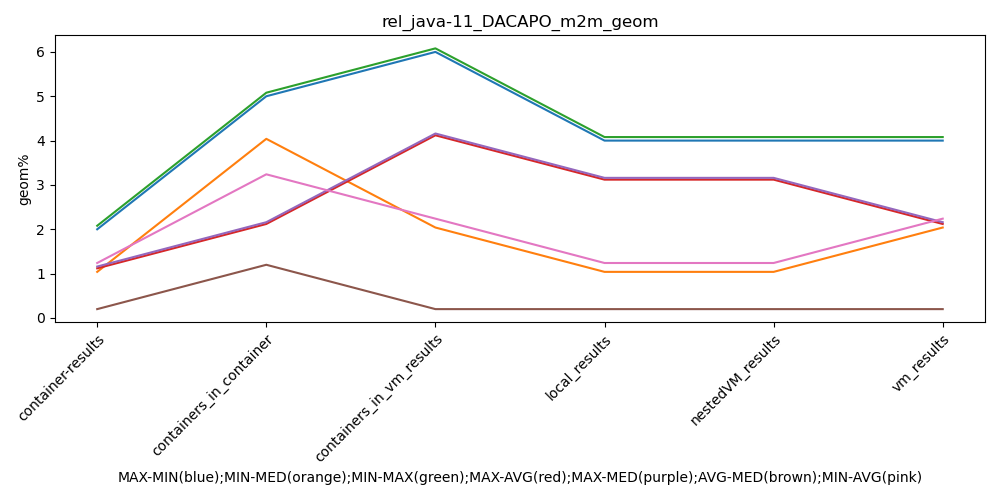 rel_java-11_DACAPO_m2m_geom
geom%
6
5
4
3
2
1
0
container-results
containers_in_container
containers_in_vm_results
local_results
nestedVM_results
vm_results
MAX-MIN(blue);MIN-MED(orange);MIN-MAX(green);MAX-AVG(red);MAX-MED(purple);AVG-MED(brown);MIN-AVG(pink)